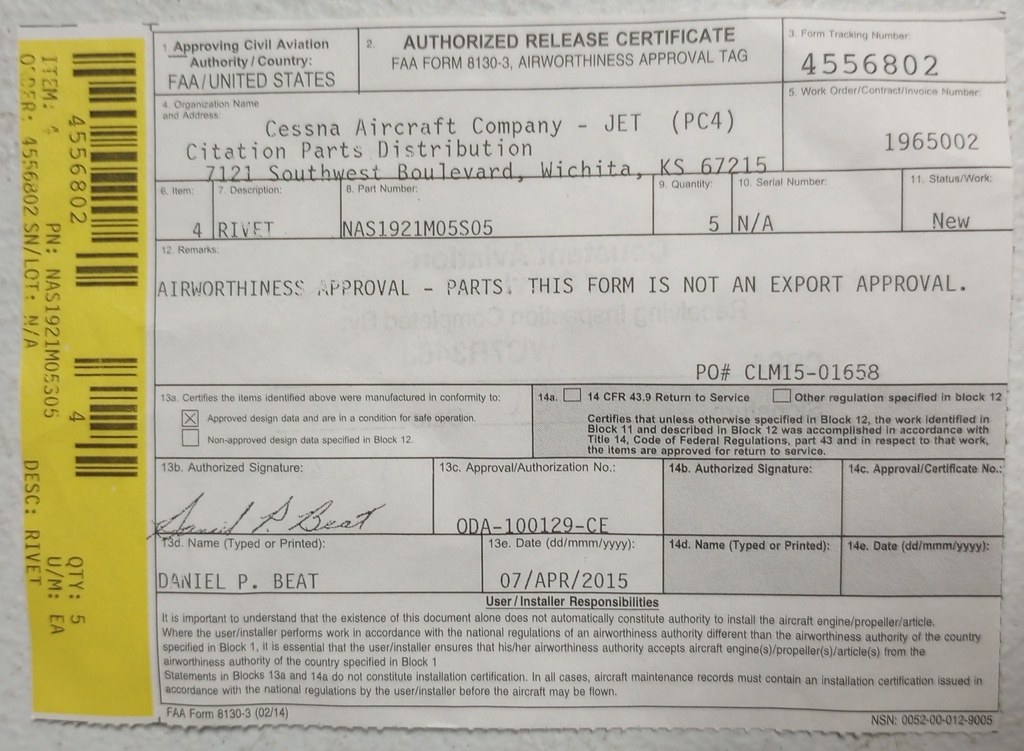 1. Approving Civil Aviation
Authority / Country:
FAA/UNITED STATES
2. AUTHORIZED RELEASE CERTIFICATE
FAA FORM 8130-3, AIRWORTHINESS APPROVAL TAG
3. Form Tracking Number:
4556802
4. Organization Name
and Address:
Cessna Aircraft Company - JET (PC4)
Citation Parts Distribution
7121 Southwest Boulevard, Wichita, KS 67215
5. Work Order/Contract/Invoice Number:
1965002
6. Item: 7. Description: 8. Part Number: 9. Quantity: 10. Serial Number: 11. Status/Work:
4 RIVET NAS1921M05S05 5 N/A New
12. Remarks:
AIRWORTHINESS APPROVAL - PARTS. THIS FORM IS NOT AN EXPORT APPROVAL.
PO# CLM15-01658
13a. Certifies the items identified above were manufactured in conformity to:
Approved design data and are in a condition for safe operation.
Non-approved design data specified in Block 12.
14a. 14 CFR 43.9 Return to Service Other regulation specified in block 12
Certifies that unless otherwise specified in Block 12, the work identified in
Block 11 and described in Block 12 was accomplished in accordance with
Title 14, Code of Federal Regulations, part 43 and in respect to that work,
the items are approved for return to service.
13b. Authorized Signature:
Daniel P. Beat
13c. Approval/Authorization No.:
ODA-100129-CE
14b. Authorized Signature:
14c. Approval/Certificate No.:
13d. Name (Typed or Printed):
DANIEL P. BEAT
13e. Date (dd/mmm/yyyy):
07/APR/2015
14d. Name (Typed or Printed):
14e. Date (dd/mmm/yyyy):
User/Installer Responsibilities
It is important to understand that the existence of this document alone does not automatically constitute authority to install the aircraft engine/propeller/article.
Where the user/installer performs work in accordance with the national regulations of an airworthiness authority different than the airworthiness authority of the country
specified in Block 1, it is essential that the user/installer ensures that his/her airworthiness authority accepts aircraft engine(s)/propeller(s)/article(s) from the
airworthiness authority of the country specified in Block 1
Statements in Blocks 13a and 14a do not constitute installation certification. In all cases, aircraft maintenance records must contain an installation certification issued in
accordance with the national regulations by the user/installer before the aircraft may be flown.
FAA Form 8130-3 (02/14)
NSN: 0052-00-012-9005
4556802 4 QTY: 5
ITEM: 4 PN: NAS1921M05S05 U/M: EA
4556802 SN/LOT: N/A DESC: RIVET